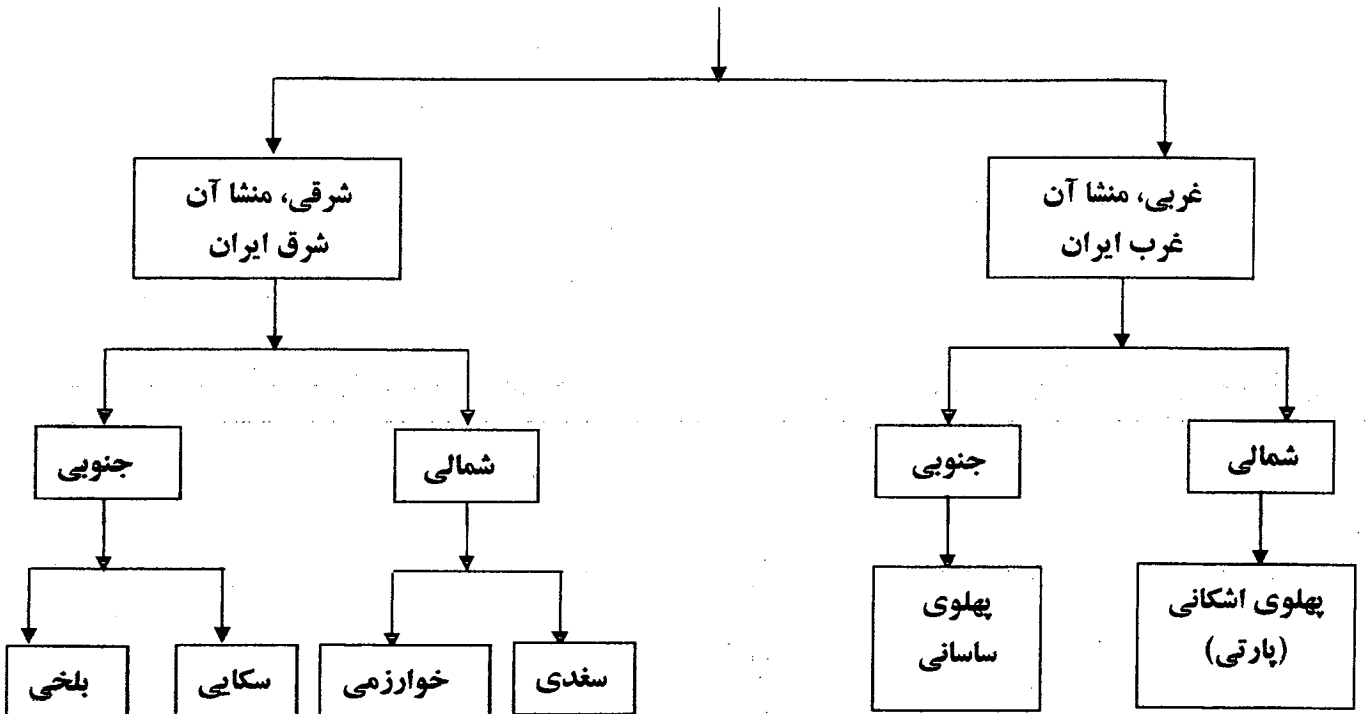 غربی، منشا آن
غرب ایران
شرقی، منشا آن
شرق ایران
شمالی
جنوبی
شمالی
جنوبی
پهلوی اشکانی
(پارتی)
پهلوی
ساسانی
سغدی
خوارزمی
سکایی
بلخی